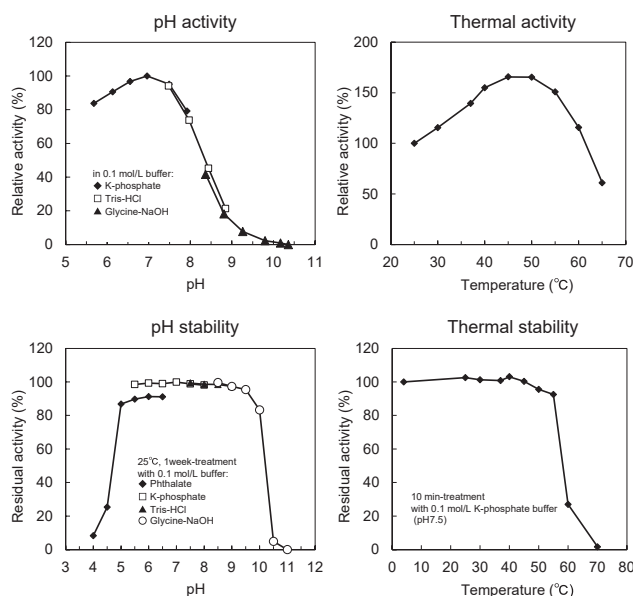 pH activity
Relative activity (%)
120
100
80
60
40
20
0
in 0.1 mol/L buffer:
K-phosphate
Tris-HCl
Glycine-NaOH
5 6 7 8 9 10 11
pH
Thermal activity
Relative activity (%)
200
150
100
50
0
20 30 40 50 60 70
Temperature (℃)
pH stability
Residual activity (%)
120
100
80
60
40
20
0
25℃, 1week-treatment
with 0.1 mol/L buffer:
Phthalate
K-phosphate
Tris-HCl
Glycine-NaOH
3 4 5 6 7 8 9 10 11 12
pH
Thermal stability
Residual activity (%)
120
100
80
60
40
20
0
10 min-treatment
with 0.1 mol/L K-phosphate buffer
(pH7.5)
0 10 20 30 40 50 60 70 80
Temperature (℃)